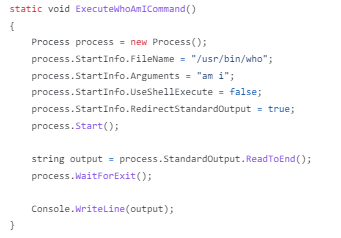 static void ExecuteWhoAmICommand()
{
    Process process = new Process();
    process.StartInfo.FileName = "/usr/bin/who";
    process.StartInfo.Arguments = "am i";
    process.StartInfo.UseShellExecute = false;
    process.StartInfo.RedirectStandardOutput = true;
    process.Start();

    string output = process.StandardOutput.ReadToEnd();
    process.WaitForExit();

    Console.WriteLine(output);
}